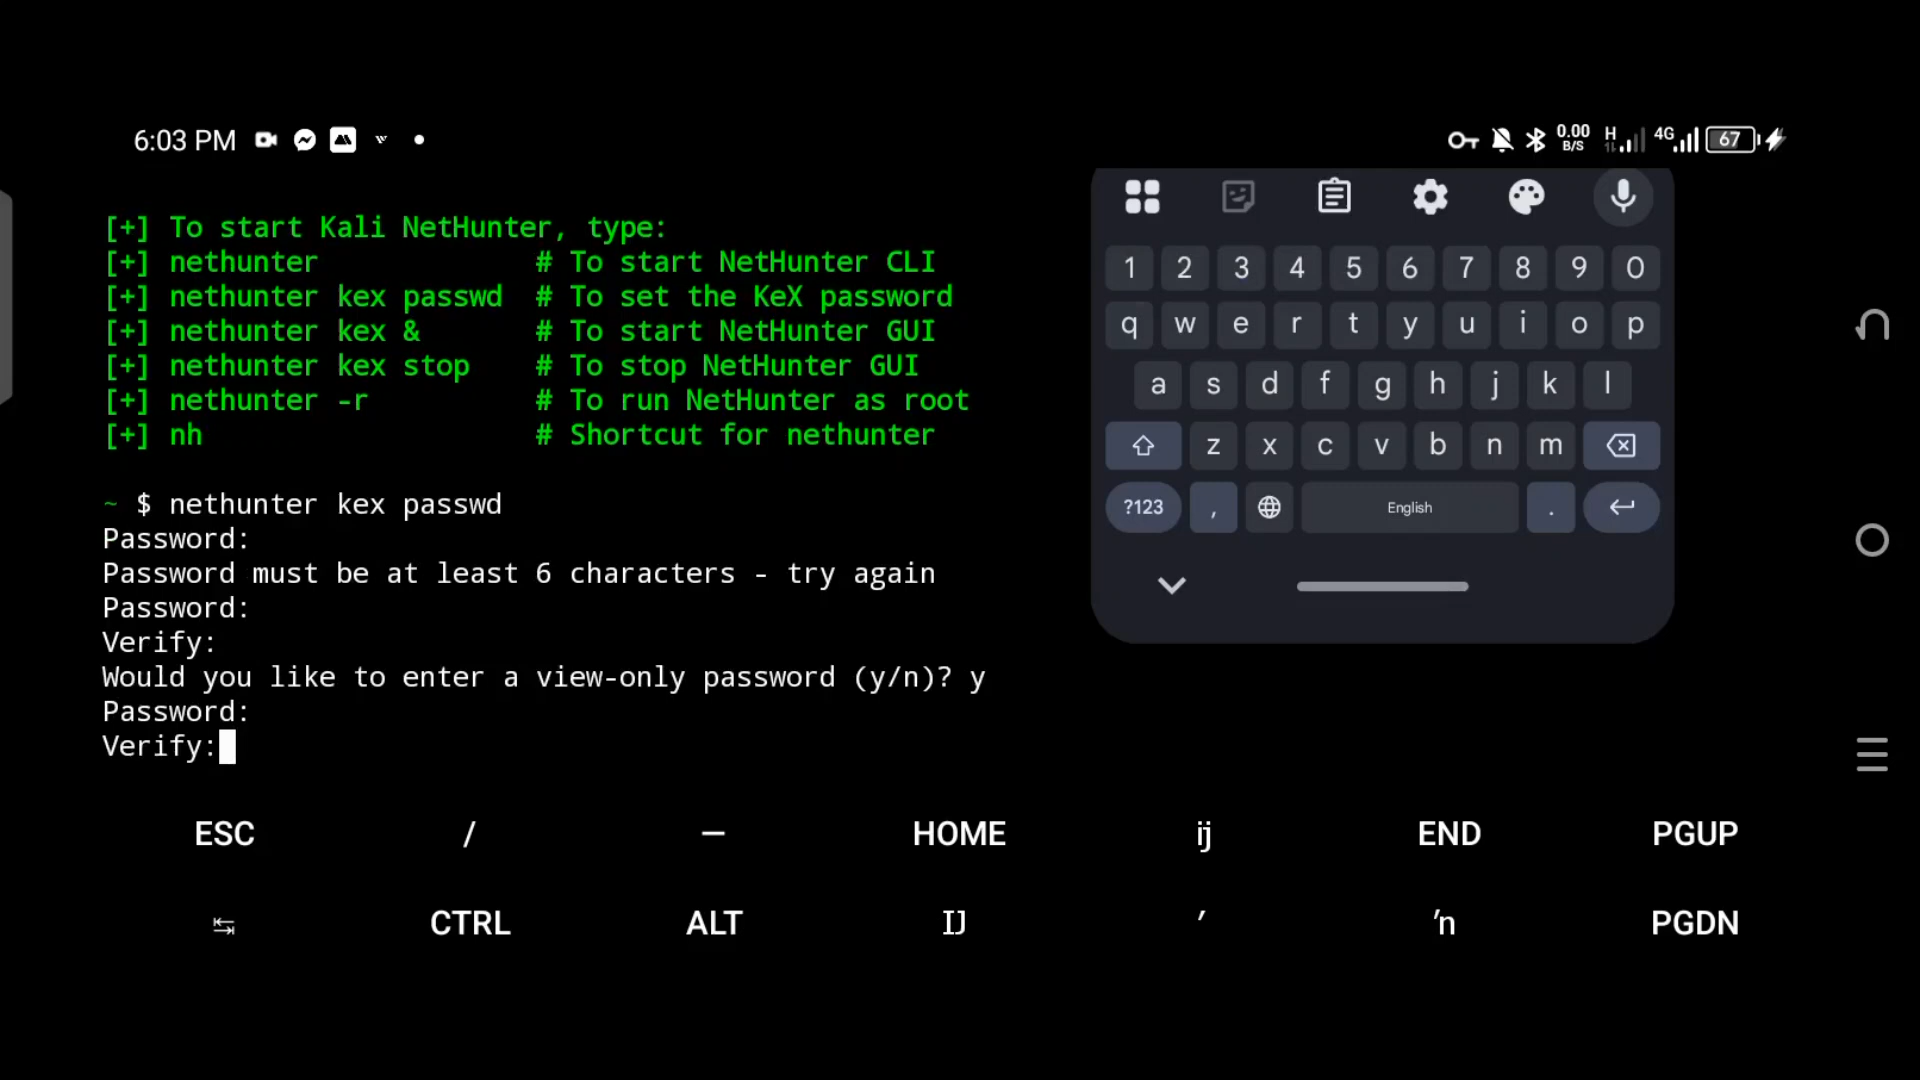 6:03 PM
0.00 B/S H 4G 67
[+] To start Kali NetHunter, type:
[+] nethunter # To start NetHunter CLI
[+] nethunter kex passwd # To set the KeX password
[+] nethunter kex & # To start NetHunter GUI
[+] nethunter kex stop # To stop NetHunter GUI
[+] nethunter -r # To run NetHunter as root
[+] nh # Shortcut for nethunter
~ $ nethunter kex passwd
Password:
Password must be at least 6 characters - try again
Password:
Verify:
Would you like to enter a view-only password (y/n)? y
Password:
Verify:
1 2 3 4 5 6 7 8 9 0
q w e r t y u i o p
a s d f g h j k l
z x c v b n m
?123 , English .
ESC / — HOME ij END PGUP
↹ CTRL ALT IJ ′ ŉ PGDN